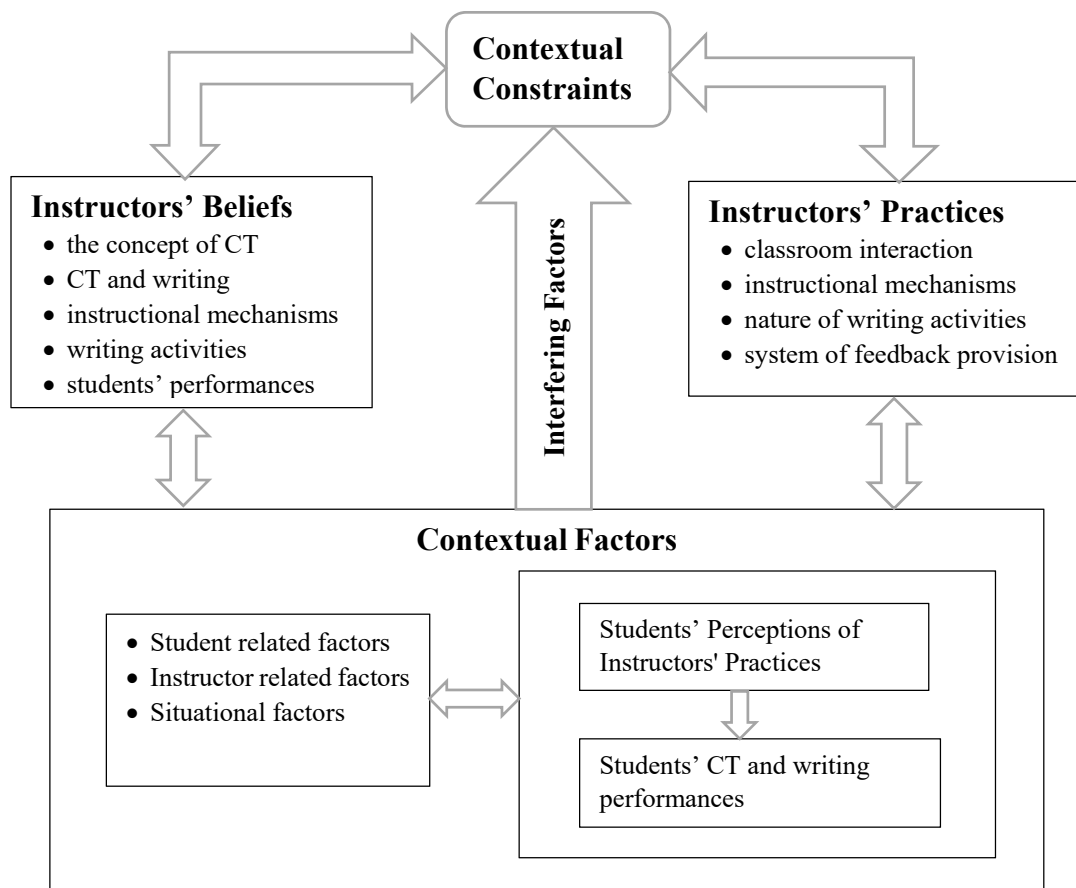 Contextual
Constraints
Instructors’ Beliefs
• the concept of CT
• CT and writing
• instructional mechanisms
• writing activities
• students’ performances
Interfering Factors
Instructors’ Practices
• classroom interaction
• instructional mechanisms
• nature of writing activities
• system of feedback provision
Contextual Factors
• Student related factors
• Instructor related factors
• Situational factors
Students’ Perceptions of
Instructors' Practices
Students’ CT and writing
performances